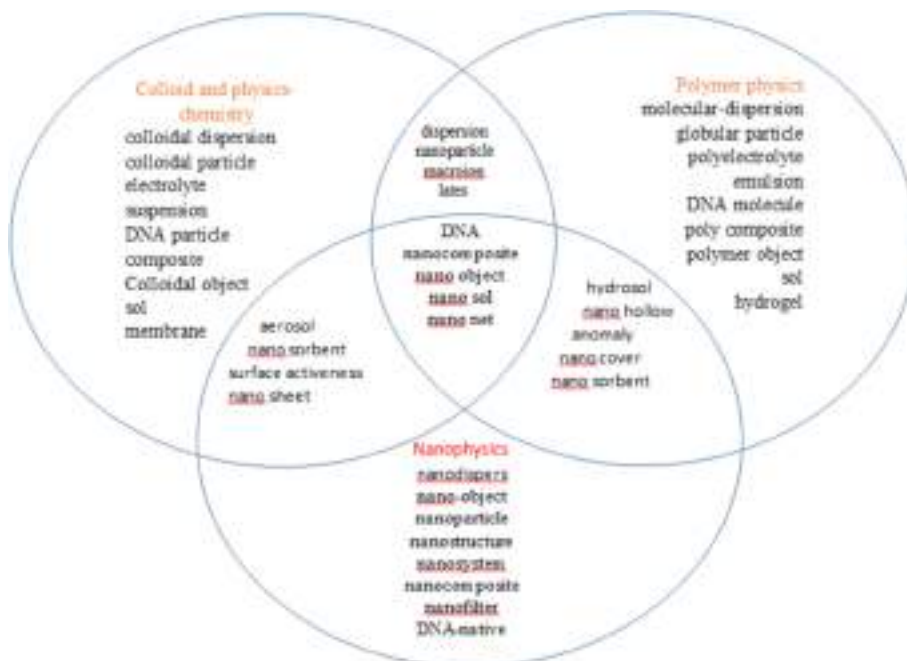 Colloid and physics
chemistry
colloidal dispersion
colloidal particle
electrolyte
suspension
DNA particle
composite
Colloidal object
sol
membrane
dispersion
nanoparticle
macroion
latex
Polymer physics
molecular-dispersion
globular particle
polyelectrolyte
emulsion
DNA molecule
poly composite
polymer object
sol
hydrogel
DNA
nanocomposite
nano object
nano sol
nano net
aerosol
nano sorbent
surface activeness
nano sheet
hydrosol
nano hollow
anomaly
nano cover
nano sorbent
Nanophysics
nanodispers
nano-object
nanoparticle
nanostructure
nanosystem
nanocomposite
nanofilter
DNA-native